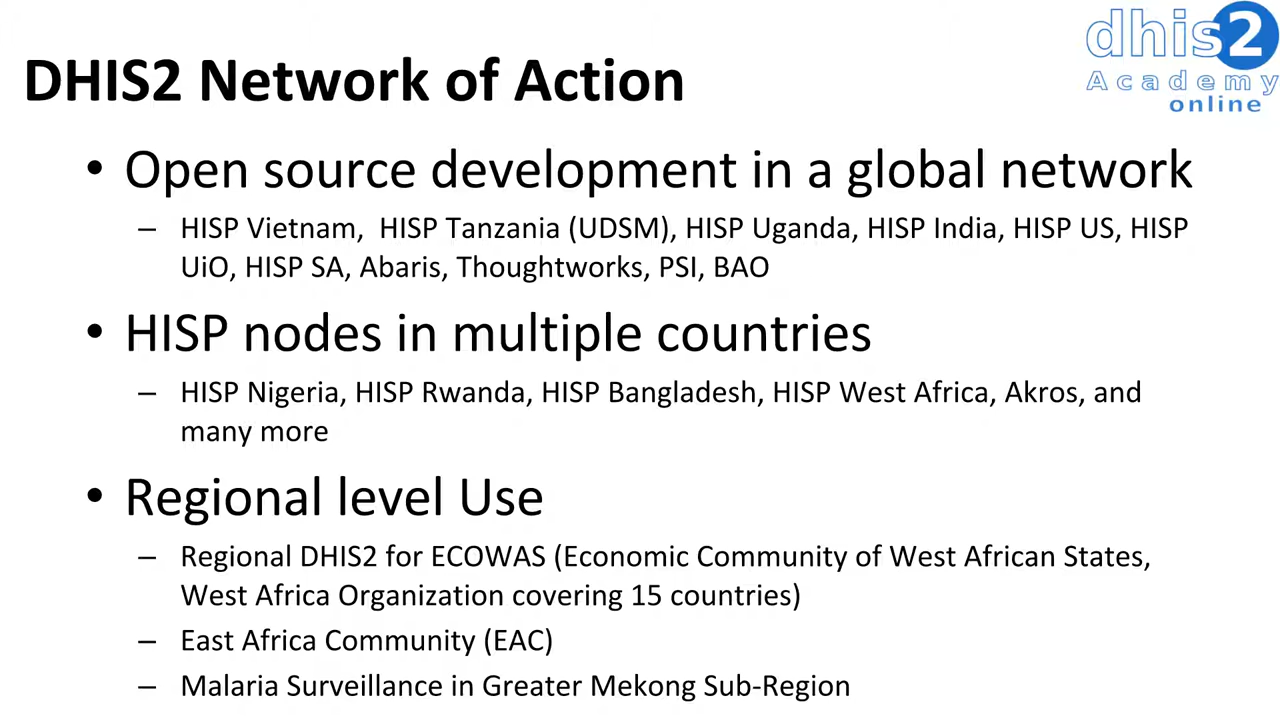 dhis2
Academy
online
DHIS2 Network of Action
• Open source development in a global network
– HISP Vietnam, HISP Tanzania (UDSM), HISP Uganda, HISP India, HISP US, HISP
UiO, HISP SA, Abaris, Thoughtworks, PSI, BAO
• HISP nodes in multiple countries
– HISP Nigeria, HISP Rwanda, HISP Bangladesh, HISP West Africa, Akros, and
many more
• Regional level Use
– Regional DHIS2 for ECOWAS (Economic Community of West African States,
West Africa Organization covering 15 countries)
– East Africa Community (EAC)
– Malaria Surveillance in Greater Mekong Sub-Region